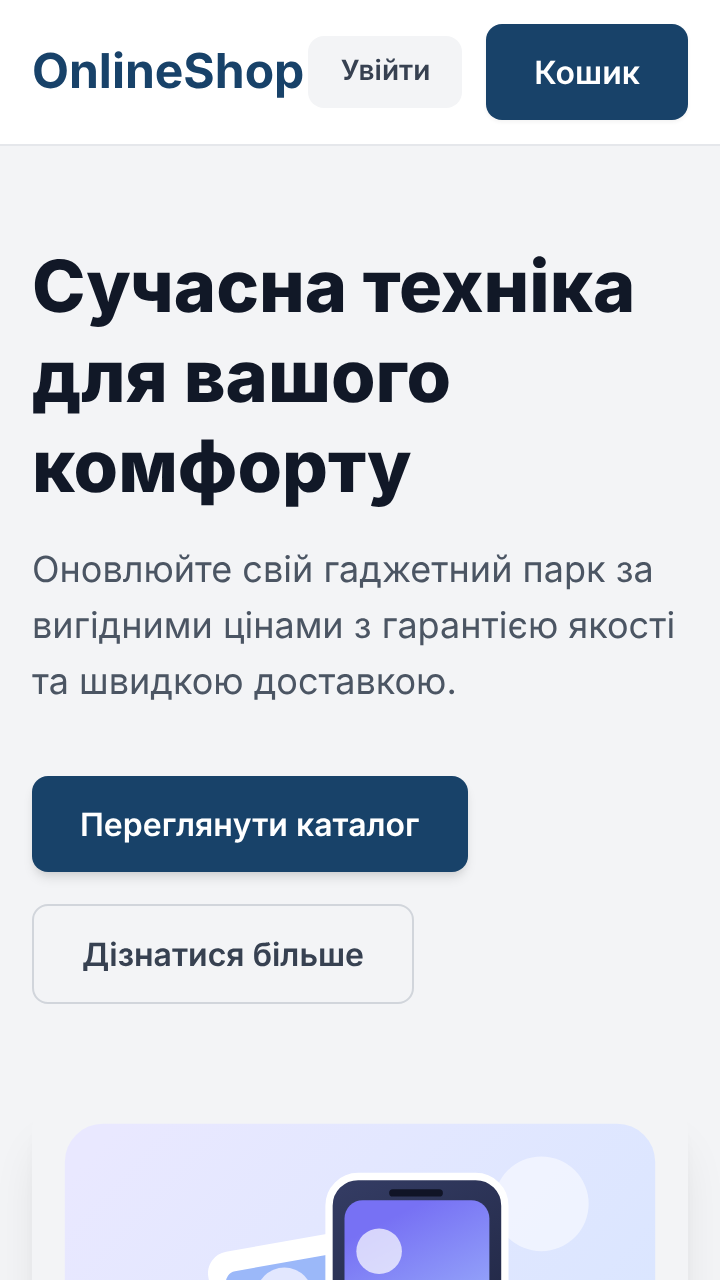 OnlineShop
Увійти
Кошик
Сучасна техніка
для вашого
комфорту
Оновлюйте свій гаджетний парк за
вигідними цінами з гарантією якості
та швидкою доставкою.
Переглянути каталог
Дізнатися більше